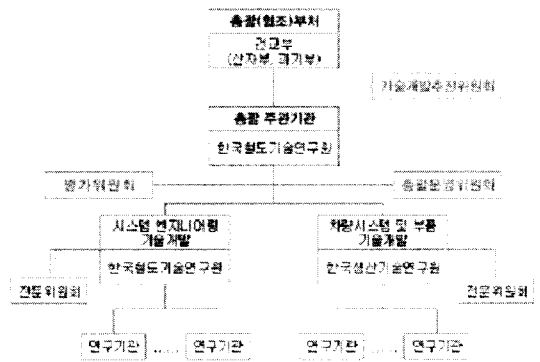 총괄(협조)부처
건교부
(산자부, 과기부)
기술개발추진위원회
총괄 주관기관
한국철도기술연구원
평가위원회
총괄운영위원회
시스템 엔지니어링
기술개발
한국철도기술연구원
차량시스템 및 부품
기술개발
한국생산기술연구원
전문위원회
전문위원회
연구기관 ..... 연구기관
연구기관 ..... 연구기관